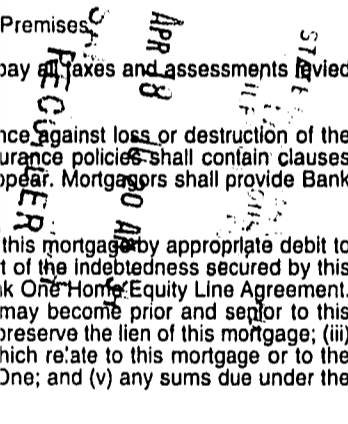 Premises
pay all taxes and assessments levied
nce against loss or destruction of the
urance policies shall contain clauses
ppear. Mortgagors shall provide Bank
this mortgage by appropriate debit to
t of the indebtedness secured by this
k One Home Equity Line Agreement.
may become prior and senior to this
preserve the lien of this mortgage; (iii)
hich relate to this mortgage or to the
One; and (v) any sums due under the
APR 18